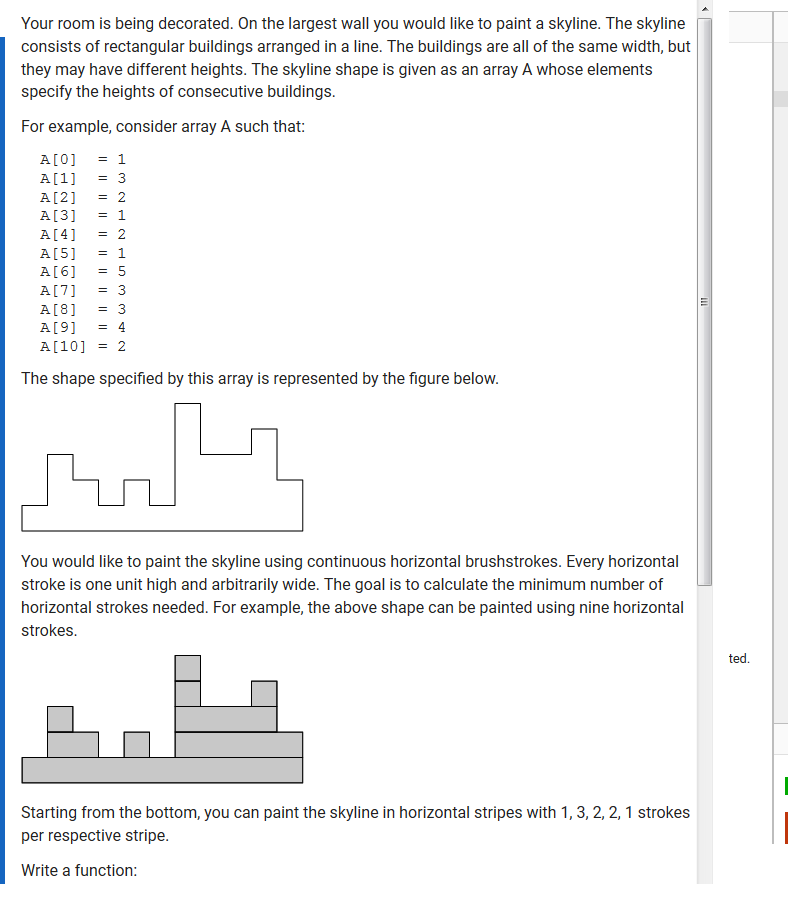 Your room is being decorated. On the largest wall you would like to paint a skyline. The skyline
consists of rectangular buildings arranged in a line. The buildings are all of the same width, but
they may have different heights. The skyline shape is given as an array A whose elements
specify the heights of consecutive buildings.
For example, consider array A such that:
A[0] = 1
A[1] = 3
A[2] = 2
A[3] = 1
A[4] = 2
A[5] = 1
A[6] = 5
A[7] = 3
A[8] = 3
A[9] = 4
A[10] = 2
The shape specified by this array is represented by the figure below.
You would like to paint the skyline using continuous horizontal brushstrokes. Every horizontal
stroke is one unit high and arbitrarily wide. The goal is to calculate the minimum number of
horizontal strokes needed. For example, the above shape can be painted using nine horizontal
strokes.
ted.
Starting from the bottom, you can paint the skyline in horizontal stripes with 1, 3, 2, 2, 1 strokes
per respective stripe.
Write a function: